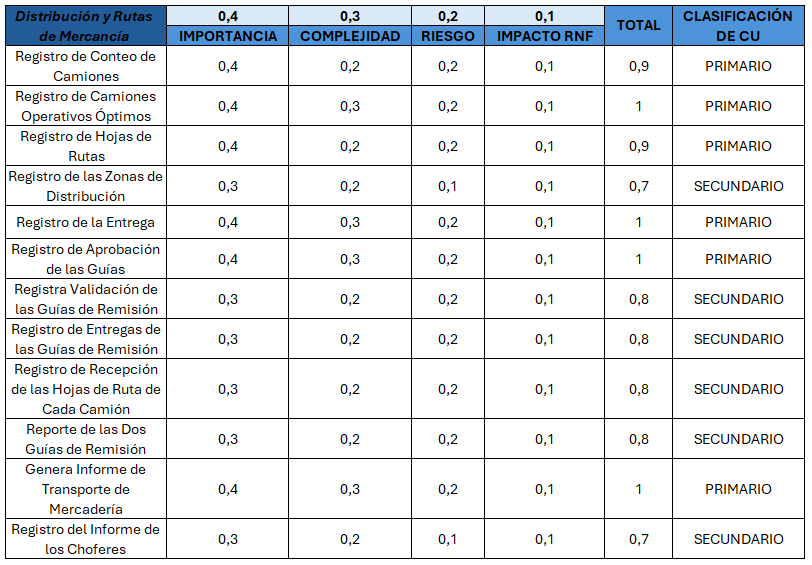 Distribución y Rutas de Mercancía 0,4 0,3 0,2 0,1 TOTAL CLASIFICACIÓN DE CU
IMPORTANCIA COMPLEJIDAD RIESGO IMPACTO RNF
Registro de Conteo de
Camiones 0,4 0,2 0,2 0,1 0,9 PRIMARIO
Registro de Camiones
Operativos Óptimos 0,4 0,3 0,2 0,1 1 PRIMARIO
Registro de Hojas de
Rutas 0,4 0,2 0,2 0,1 0,9 PRIMARIO
Registro de las Zonas de
Distribución 0,3 0,2 0,1 0,1 0,7 SECUNDARIO
Registro de la Entrega 0,4 0,3 0,2 0,1 1 PRIMARIO
Registro de Aprobación
de las Guías 0,4 0,3 0,2 0,1 1 PRIMARIO
Registra Validación de
las Guías de Remisión 0,3 0,2 0,2 0,1 0,8 SECUNDARIO
Registro de Entregas de
las Guías de Remisión 0,3 0,2 0,2 0,1 0,8 SECUNDARIO
Registro de Recepción
de las Hojas de Ruta de
Cada Camión 0,3 0,2 0,2 0,1 0,8 SECUNDARIO
Reporte de las Dos
Guías de Remisión 0,3 0,2 0,2 0,1 0,8 SECUNDARIO
Genera Informe de
Transporte de
Mercadería 0,4 0,3 0,2 0,1 1 PRIMARIO
Registro del Informe de
los Choferes 0,3 0,2 0,1 0,1 0,7 SECUNDARIO